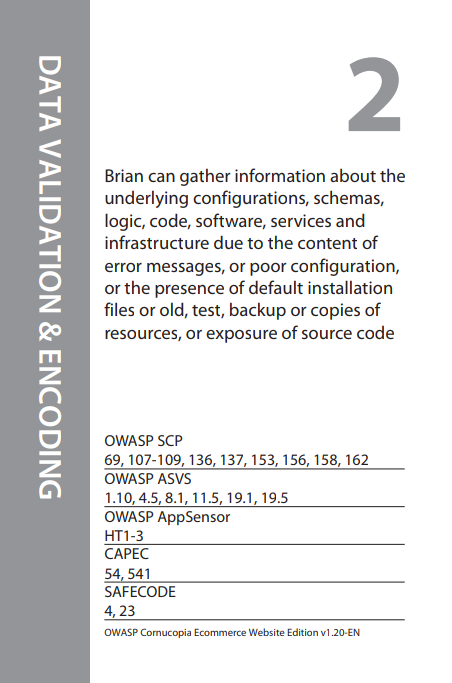 DATA VALIDATION & ENCODING
2
Brian can gather information about the
underlying configurations, schemas,
logic, code, software, services and
infrastructure due to the content of
error messages, or poor configuration,
or the presence of default installation
files or old, test, backup or copies of
resources, or exposure of source code
OWASP SCP
69, 107-109, 136, 137, 153, 156, 158, 162
OWASP ASVS
1.10, 4.5, 8.1, 11.5, 19.1, 19.5
OWASP AppSensor
HT1-3
CAPEC
54, 541
SAFECODE
4, 23
OWASP Cornucopia Ecommerce Website Edition v1.20-EN